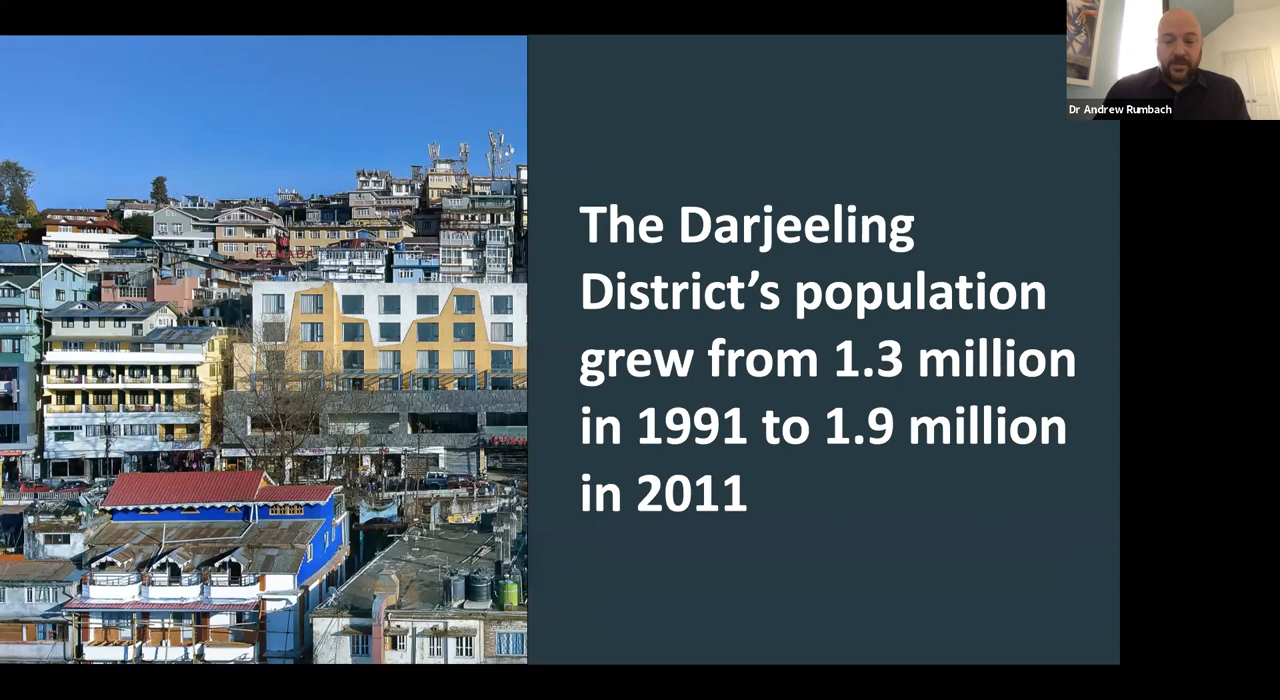 Dr Andrew Rumbach
RAMADA
The Darjeeling
District’s population
grew from 1.3 million
in 1991 to 1.9 million
in 2011